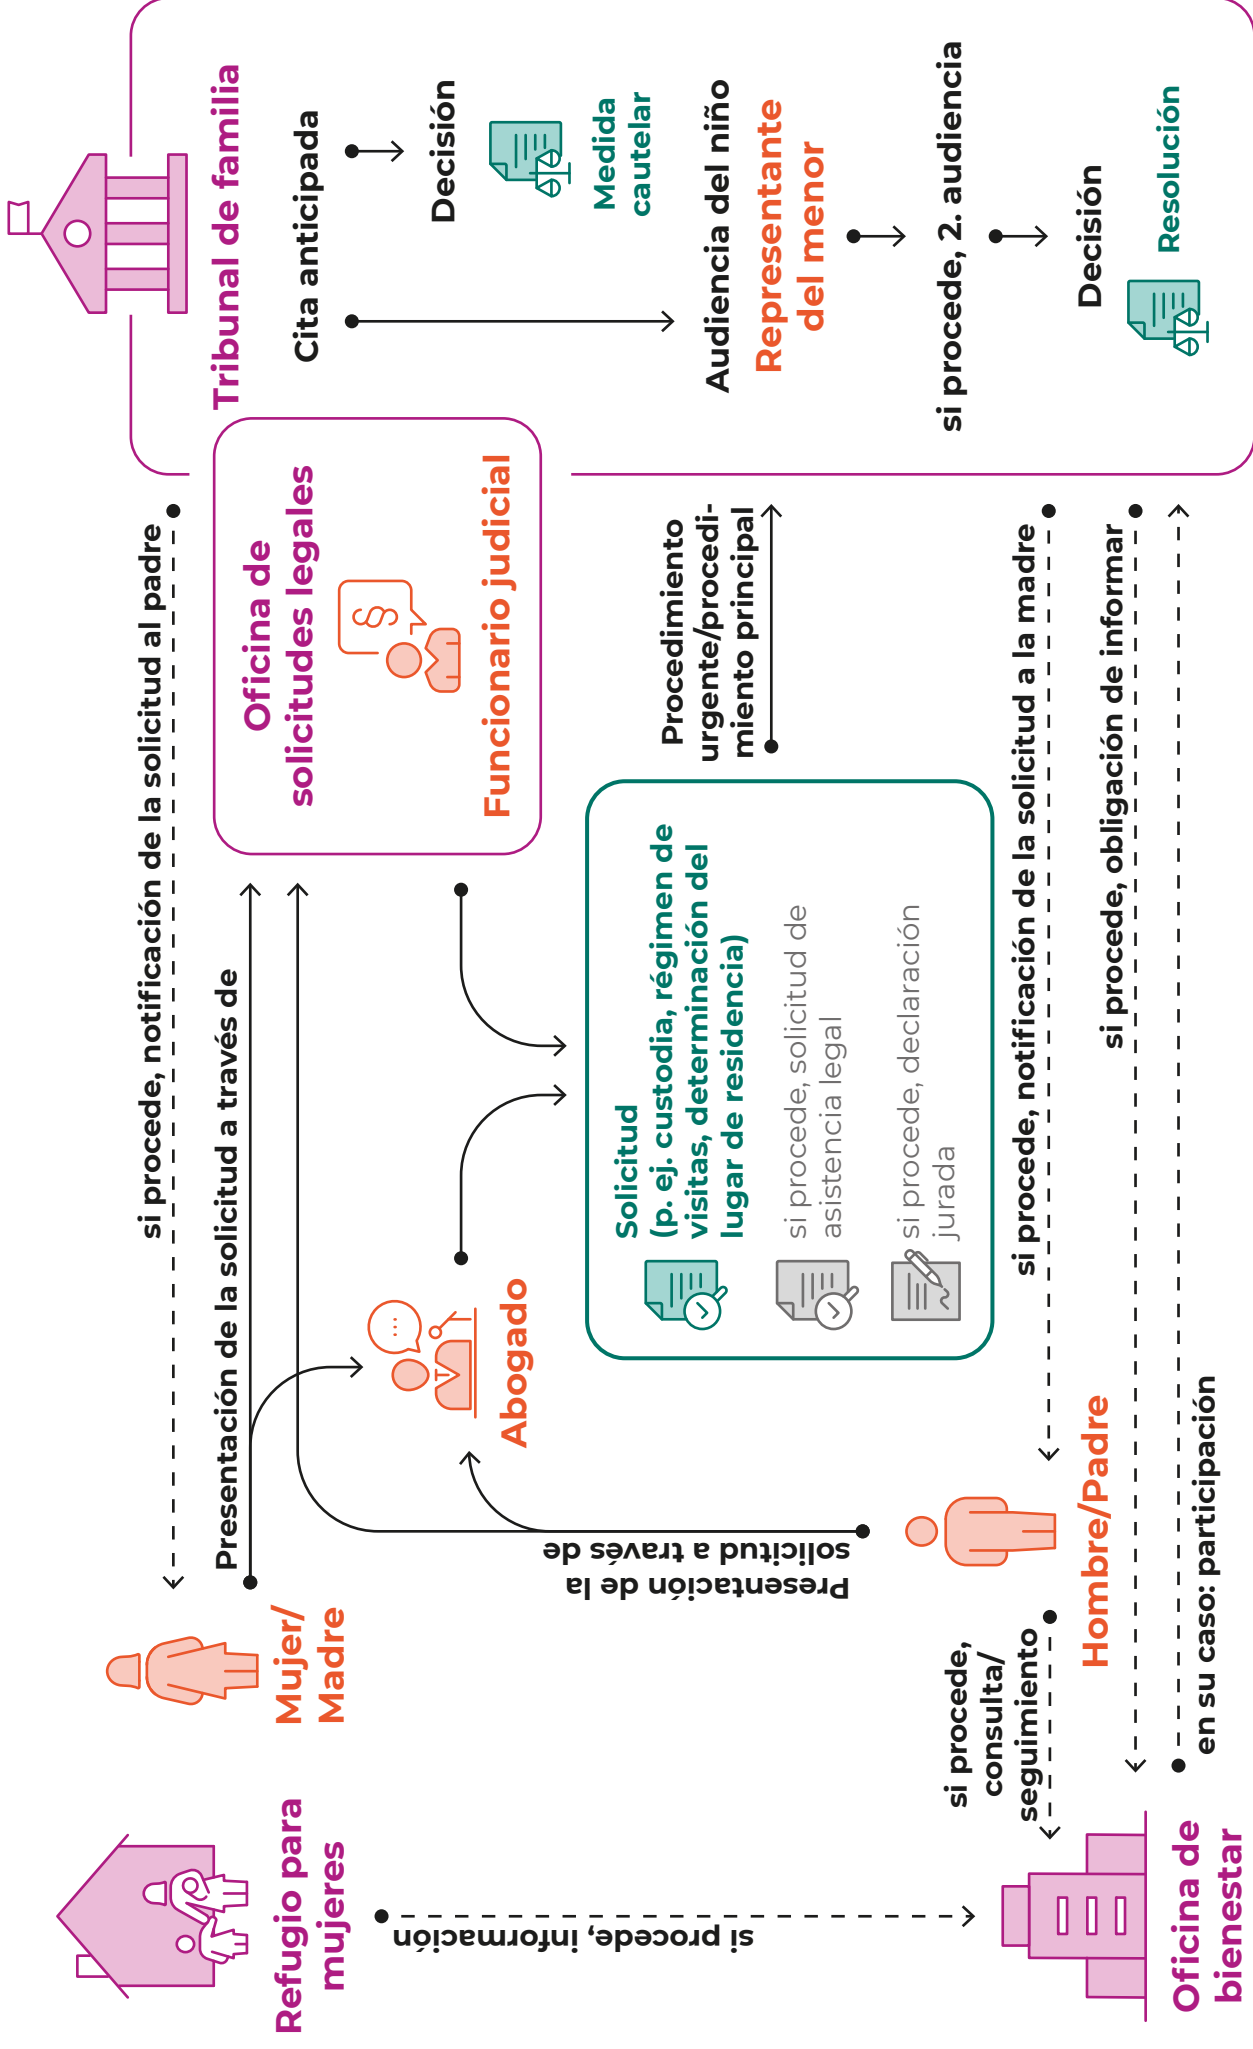 Refugio para
mujeres
Mujer/
Madre
si procede, notificación de la solicitud al padre
Presentación de la solicitud a través de
Oficina de
solicitudes legales
Funcionario judicial
Tribunal de familia
Cita anticipada
Decisión
Medida
cautelar
Audiencia del niño
Representante
del menor
si procede, 2. audiencia
Decisión
Resolución
Abogado
Procedimiento
urgente/procedi-
miento principal
Solicitud
(p. ej. custodia, régimen de
visitas, determinación del
lugar de residencia)
si procede, solicitud de
asistencia legal
si procede, declaración
jurada
Presentación de la
solicitud a través de
si procede, información
Hombre/Padre
si procede, notificación de la solicitud a la madre
si procede,
consulta/
seguimiento
si procede, obligación de informar
en su caso: participación
Oficina de
bienestar